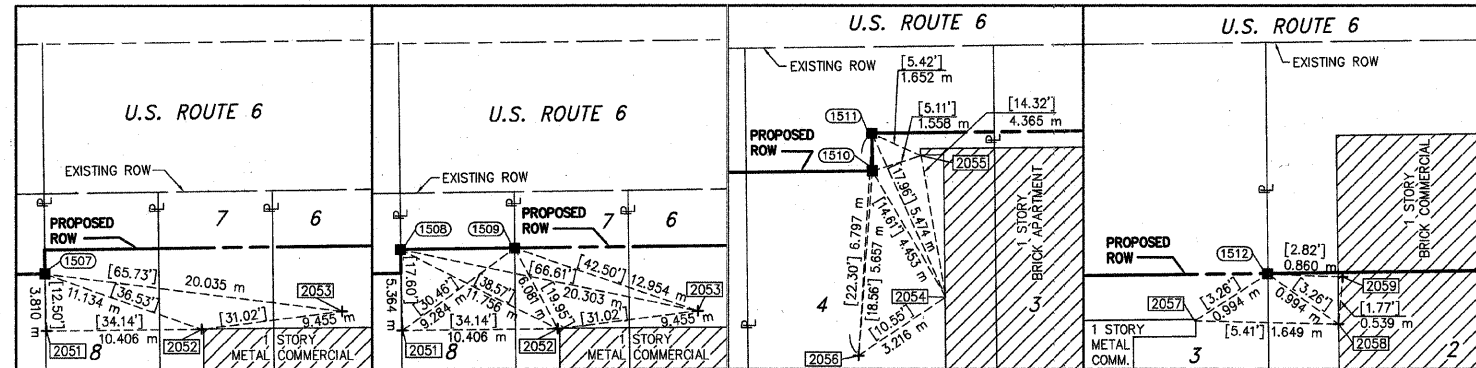 U.S. ROUTE 6
EXISTING ROW
PROPOSED
ROW
7
6
1507
[65.73']
20.035 m
11.134 m
[36.53']
3.810 m
[12.50']
[34.14']
10.406 m
[31.02']
9.455 m
2053
2051
8
2052
1 STORY
METAL COMMERCIAL
U.S. ROUTE 6
EXISTING ROW
1508
1509
PROPOSED
ROW
7
6
5.364 m
[17.60']
[30.46']
9.284 m
[38.57']
11.756 m
[66.61']
20.303 m
[42.50']
12.954 m
6.081 m
[19.95']
[34.14']
10.406 m
[31.02']
9.455 m
2053
2051
8
2052
1 STORY
METAL COMMERCIAL
U.S. ROUTE 6
EXISTING ROW
[5.42']
1.652 m
[5.11']
1.558 m
[14.32']
4.365 m
1511
PROPOSED
ROW
1510
2055
[17.96'] 5.474 m
[14.61'] 4.453 m
[22.30'] 6.797 m
[18.56'] 5.657 m
1 STORY
BRICK APARTMENT
4
2054
3
[10.55']
3.216 m
2056
U.S. ROUTE 6
EXISTING ROW
1 STORY
BRICK COMMERCIAL
PROPOSED
ROW
1512
[2.82']
0.860 m
2059
2057
[3.26']
0.994 m
[3.26']
0.994 m
[1.77']
0.539 m
[5.41'] 1.649 m
2058
1 STORY
METAL
COMM.
3
2